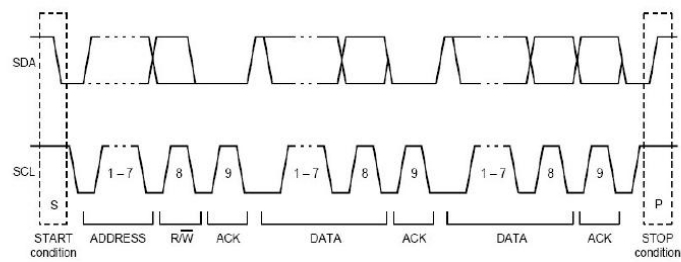 SDA
SCL
1 – 7 8 9 1 – 7 8 9 1 – 7 8 9
S P
START condition ADDRESS R/W̅ ACK DATA ACK DATA ACK STOP condition